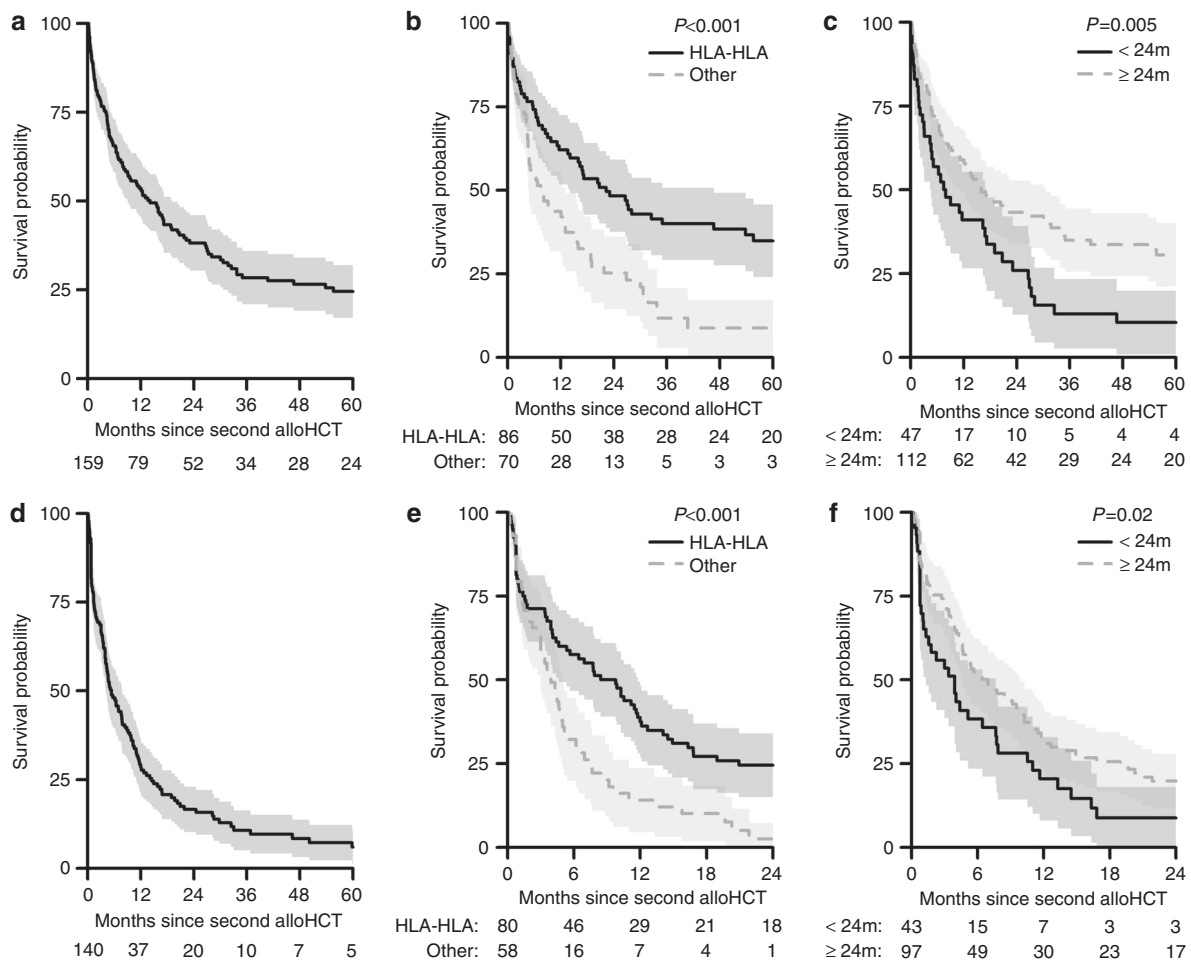 a
100
75
50
25
0
Survival probability
0 12 24 36 48 60
Months since second alloHCT
159 79 52 34 28 24
b
P<0.001
HLA-HLA
Other
100
75
50
25
0
Survival probability
0 12 24 36 48 60
Months since second alloHCT
HLA-HLA: 86 50 38 28 24 20
Other: 70 28 13 5 3 3
c
P=0.005
< 24m
≥ 24m
100
75
50
25
0
Survival probability
0 12 24 36 48 60
Months since second alloHCT
< 24m: 47 17 10 5 4 4
≥ 24m: 112 62 42 29 24 20
d
100
75
50
25
0
Survival probability
0 12 24 36 48 60
Months since second alloHCT
140 37 20 10 7 5
e
P<0.001
HLA-HLA
Other
100
75
50
25
0
Survival probability
0 6 12 18 24
Months since second alloHCT
HLA-HLA: 80 46 29 21 18
Other: 58 16 7 4 1
f
P=0.02
< 24m
≥ 24m
100
75
50
25
0
Survival probability
0 6 12 18 24
Months since second alloHCT
< 24m: 43 15 7 3 3
≥ 24m: 97 49 30 23 17